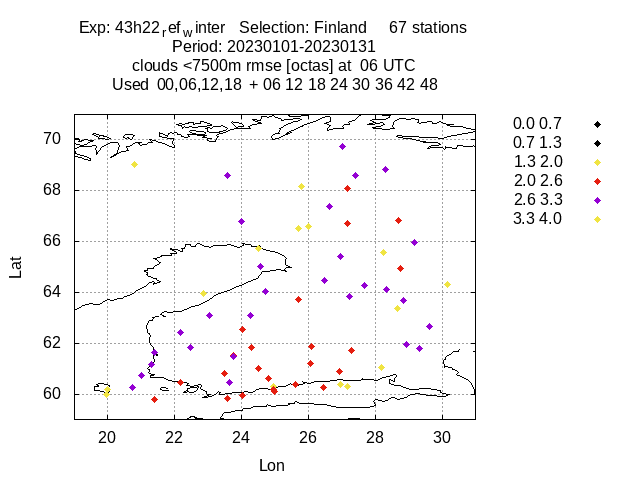 Exp: 43h22ref_winter Selection: Finland 67 stations
Period: 20230101-20230131
clouds <7500m rmse [octas] at 06 UTC
Used 00,06,12,18 + 06 12 18 24 30 36 42 48
0.0 0.7
0.7 1.3
1.3 2.0
2.0 2.6
2.6 3.3
3.3 4.0
70
68
66
64
62
60
Lat
20 22 24 26 28 30
Lon